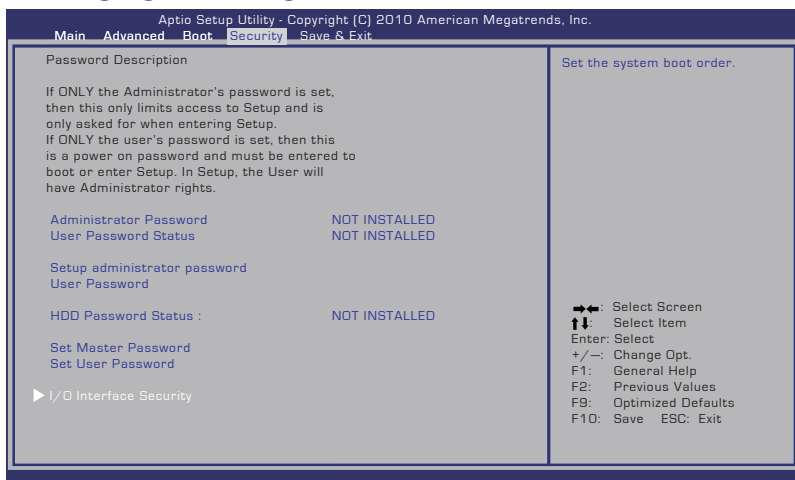 Aptio Setup Utility - Copyright (C) 2010 American Megatrends, Inc.
Main Advanced Boot Security Save & Exit
Password Description
If ONLY the Administrator's password is set,
then this only limits access to Setup and is
only asked for when entering Setup.
If ONLY the user's password is set, then this
is a power on password and must be entered to
boot or enter Setup. In Setup, the User will
have Administrator rights.
Administrator Password NOT INSTALLED
User Password Status NOT INSTALLED
Setup administrator password
User Password
HDD Password Status : NOT INSTALLED
Set Master Password
Set User Password
▶ I/O Interface Security
Set the system boot order.
→←: Select Screen
↑↓: Select Item
Enter: Select
+/—: Change Opt.
F1: General Help
F2: Previous Values
F9: Optimized Defaults
F10: Save ESC: Exit